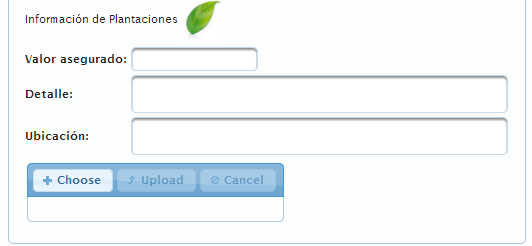 Información de Plantaciones
Valor asegurado:
Detalle:
Ubicación:
Choose Upload Cancel